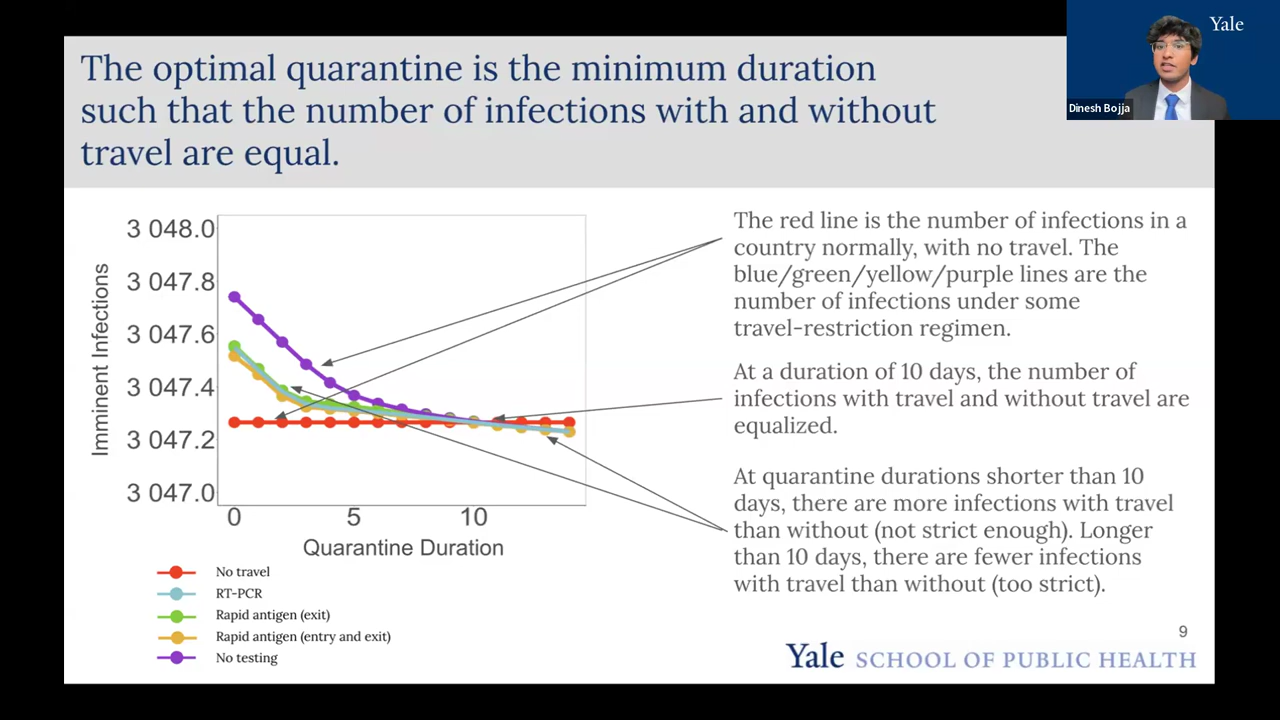 The optimal quarantine is the minimum duration
such that the number of infections with and without
travel are equal.
Yale
Dinesh Bojja
3 048.0
3 047.8
3 047.6
3 047.4
3 047.2
3 047.0
Imminent Infections
0 5 10
Quarantine Duration
No travel
RT-PCR
Rapid antigen (exit)
Rapid antigen (entry and exit)
No testing
The red line is the number of infections in a
country normally, with no travel. The
blue/green/yellow/purple lines are the
number of infections under some
travel-restriction regimen.
At a duration of 10 days, the number of
infections with travel and without travel are
equalized.
At quarantine durations shorter than 10
days, there are more infections with travel
than without (not strict enough). Longer
than 10 days, there are fewer infections
with travel than without (too strict).
9
Yale SCHOOL OF PUBLIC HEALTH